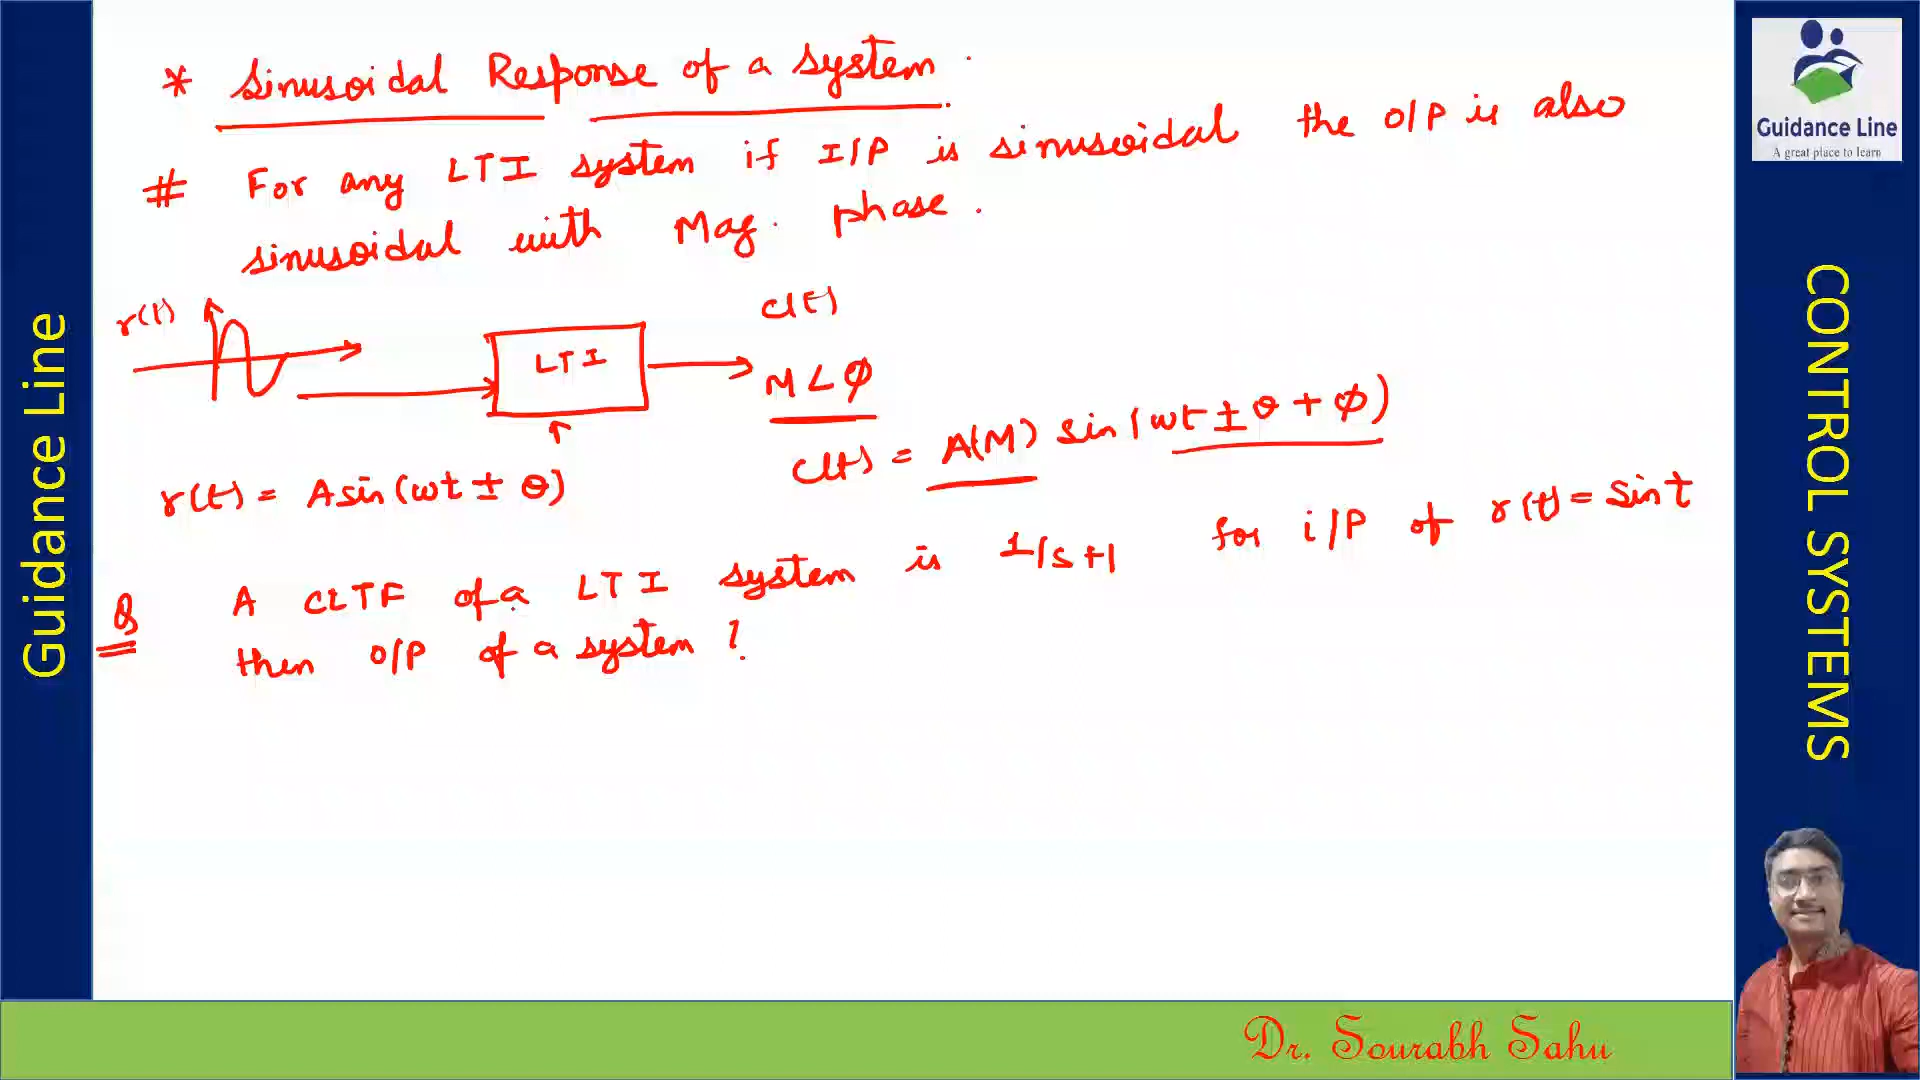 * Sinusoidal Response of a system.
# For any LTI system if I/P is sinusoidal the O/P is also
sinusoidal with Mag. phase.
r(t)
LTI
c(t)
M∠φ
r(t) = A sin(ωt ± θ)
c(t) = A(M) sin(ωt ± θ + φ)
Q A CLTF of a LTI system is 1/s+1 for i/P of r(t) = sin t
then O/P of a system ?
Guidance Line
Guidance Line
A great place to learn
CONTROL SYSTEMS
Dr. Sourabh Sahu